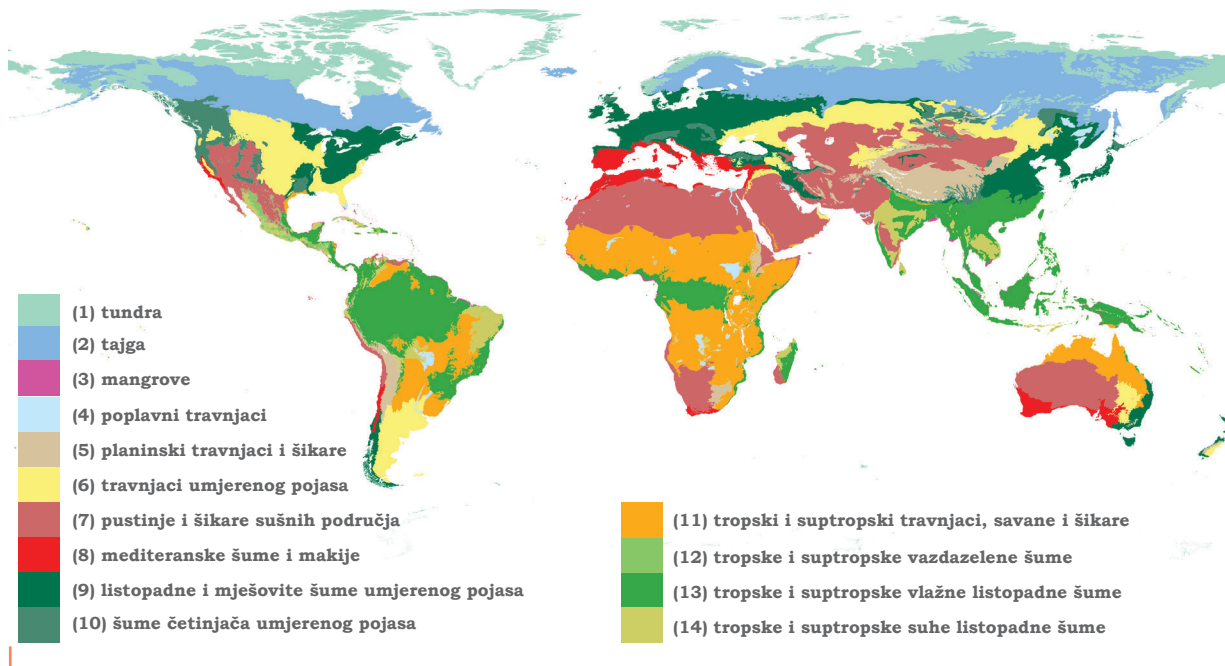 (1) tundra
(2) tajga
(3) mangrove
(4) poplavni travnjaci
(5) planinski travnjaci i šikare
(6) travnjaci umjerenog pojasa
(7) pustinje i šikare sušnih područja
(8) mediteranske šume i makije
(9) listopadne i mješovite šume umjerenog pojasa
(10) šume četinjača umjerenog pojasa
(11) tropski i suptropski travnjaci, savane i šikare
(12) tropske i suptropske vazdazelene šume
(13) tropske i suptropske vlažne listopadne šume
(14) tropske i suptropske suhe listopadne šume